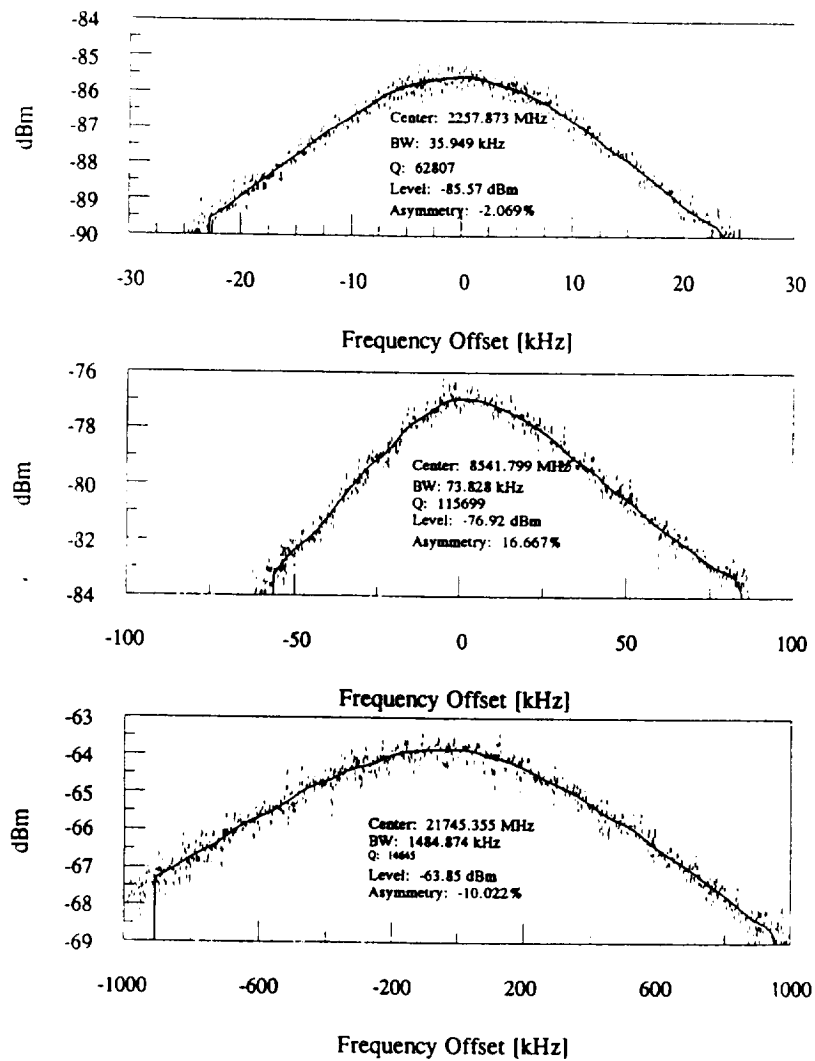 -84
-85
-86
-87
-88
-89
-90
dBm
Center: 2257.873 MHz
BW: 35.949 kHz
Q: 62807
Level: -85.57 dBm
Asymmetry: -2.069%
-30 -20 -10 0 10 20 30
Frequency Offset [kHz]
-76
-77
-78
-80
-32
-84
dBm
Center: 8541.799 MHz
BW: 73.828 kHz
Q: 115699
Level: -76.92 dBm
Asymmetry: 16.667%
-100 -50 0 50 100
Frequency Offset [kHz]
-63
-64
-65
-66
-67
-68
-69
dBm
Center: 21745.355 MHz
BW: 1484.874 kHz
Q: 14645
Level: -63.85 dBm
Asymmetry: -10.022%
-1000 -600 -200 200 600 1000
Frequency Offset [kHz]